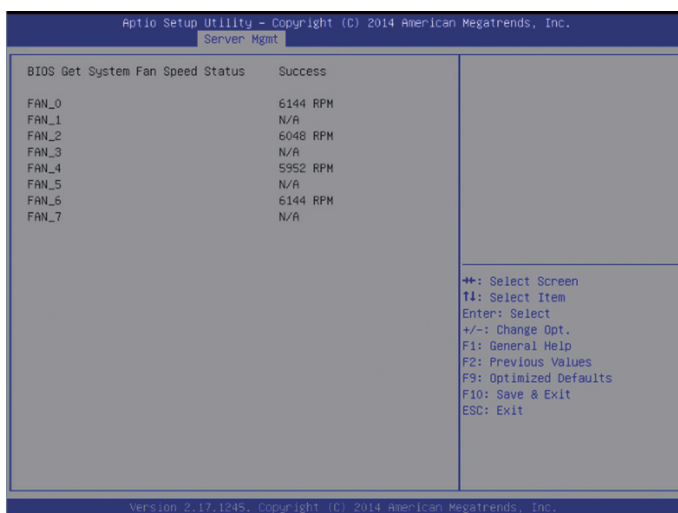 Aptio Setup Utility – Copyright (C) 2014 American Megatrends, Inc.
Server Mgmt
BIOS Get System Fan Speed Status Success
FAN_0 6144 RPM
FAN_1 N/A
FAN_2 6048 RPM
FAN_3 N/A
FAN_4 5952 RPM
FAN_5 N/A
FAN_6 6144 RPM
FAN_7 N/A
→←: Select Screen
↑↓: Select Item
Enter: Select
+/-: Change Opt.
F1: General Help
F2: Previous Values
F9: Optimized Defaults
F10: Save & Exit
ESC: Exit
Version 2.17.1245. Copyright (C) 2014 American Megatrends, Inc.